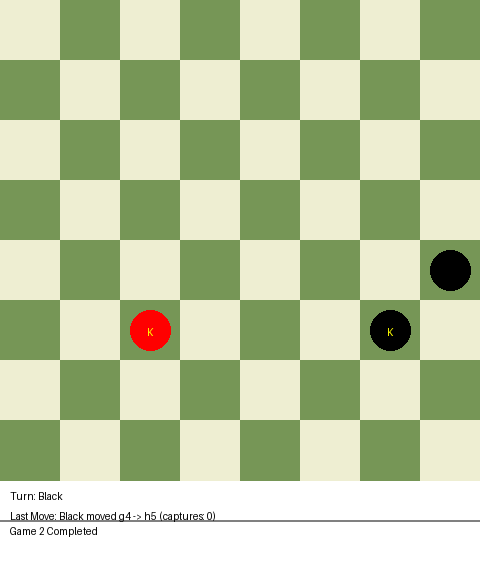 K
K
Turn: Black
Last Move: Black moved g4 -> h5 (captures: 0)
Game 2 Completed